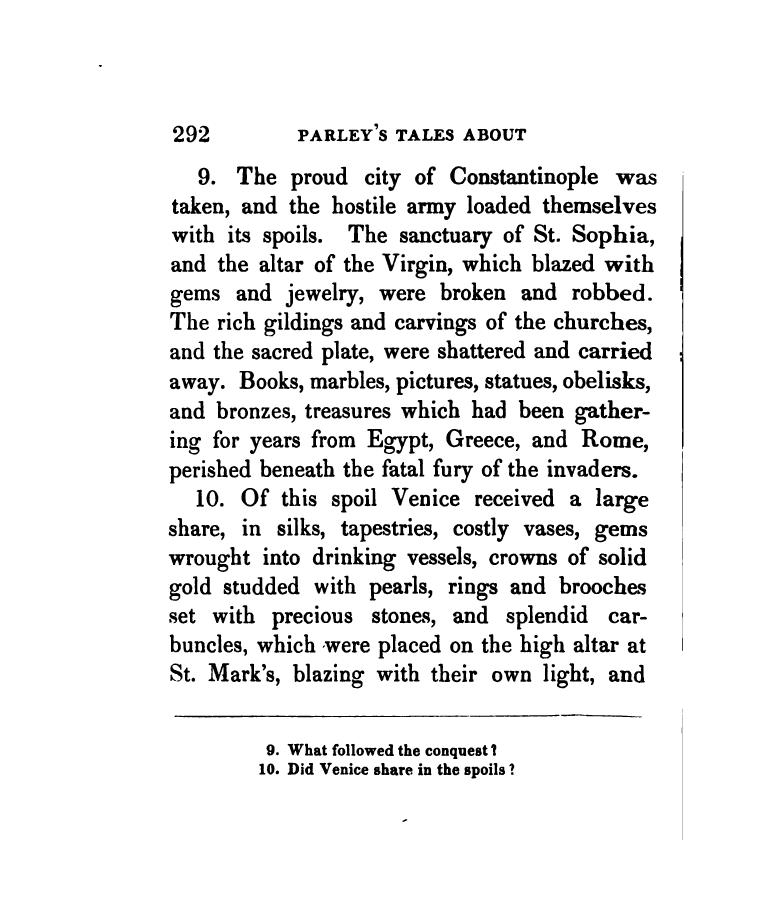 292 PARLEY'S TALES ABOUT
9. The proud city of Constantinople was
taken, and the hostile army loaded themselves
with its spoils. The sanctuary of St. Sophia,
and the altar of the Virgin, which blazed with
gems and jewelry, were broken and robbed.
The rich gildings and carvings of the churches,
and the sacred plate, were shattered and carried
away. Books, marbles, pictures, statues, obelisks,
and bronzes, treasures which had been gather-
ing for years from Egypt, Greece, and Rome,
perished beneath the fatal fury of the invaders.
10. Of this spoil Venice received a large
share, in silks, tapestries, costly vases, gems
wrought into drinking vessels, crowns of solid
gold studded with pearls, rings and brooches
set with precious stones, and splendid car-
buncles, which were placed on the high altar at
St. Mark's, blazing with their own light, and
9. What followed the conquest?
10. Did Venice share in the spoils?